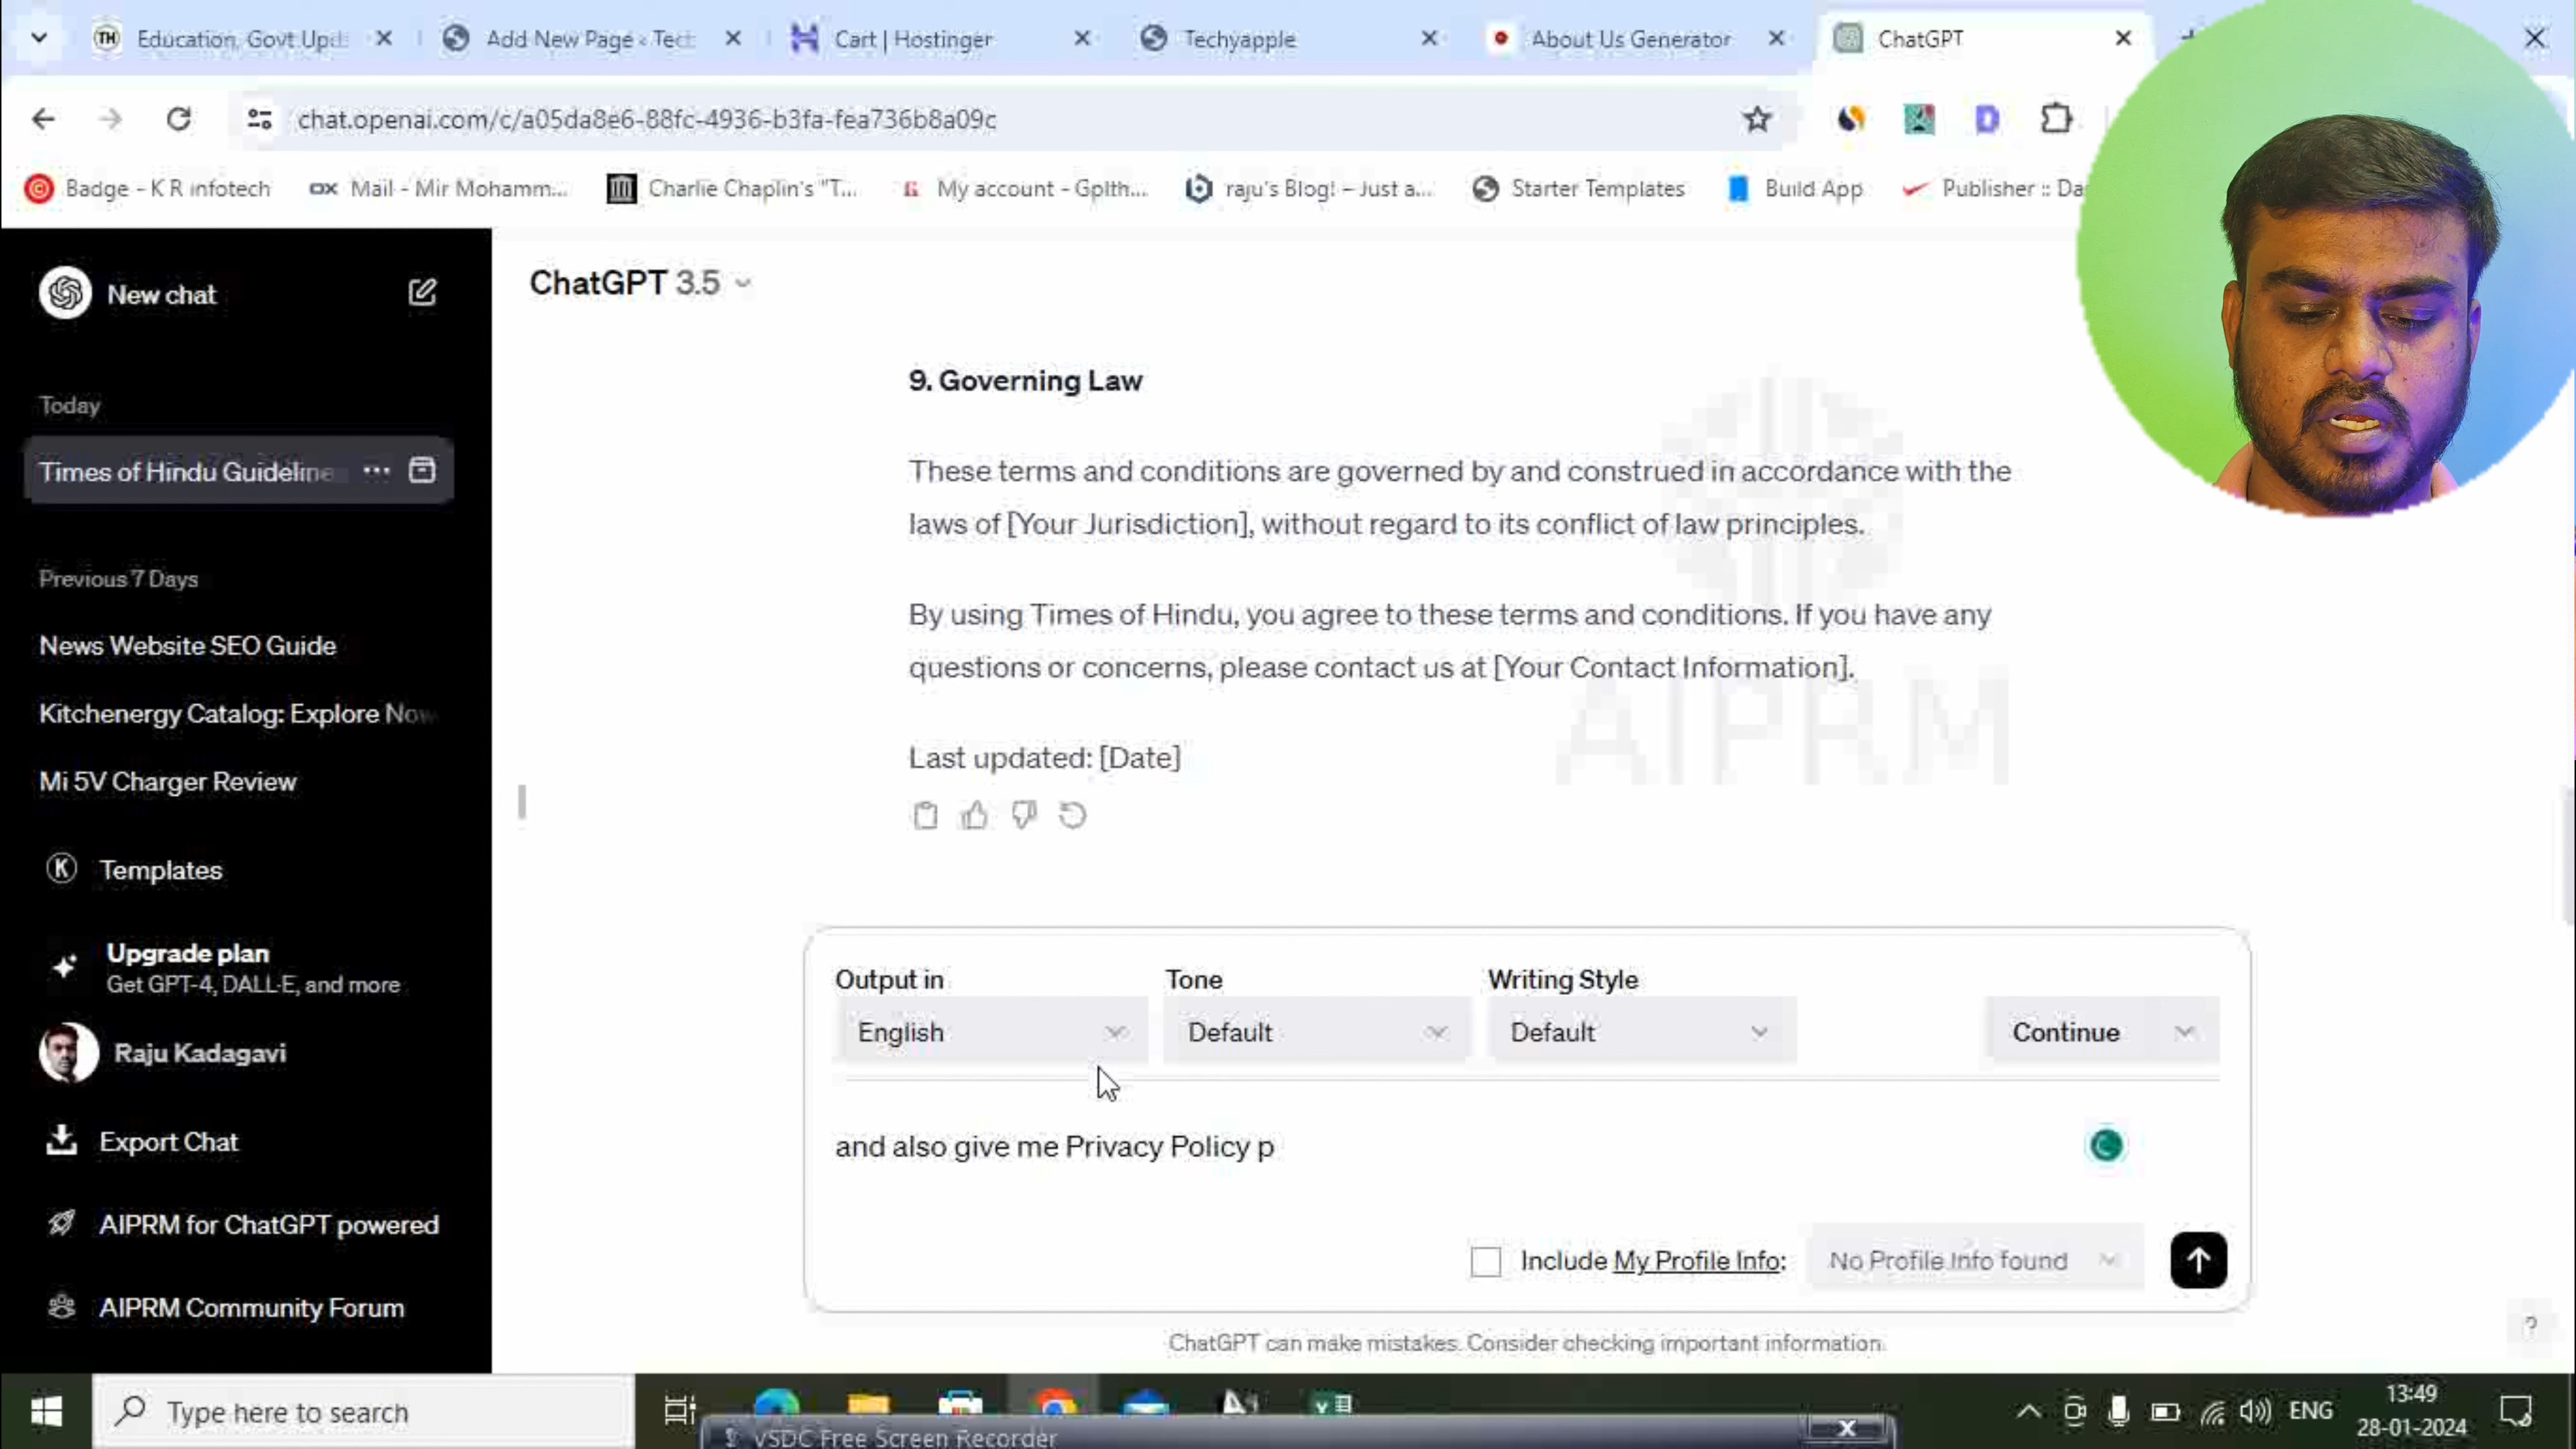 Education, Govt Upd
Add New Page ‹ Tec
Cart | Hostinger
Techyapple
About Us Generator
ChatGPT
chat.openai.com/c/a05da8e6-88fc-4936-b3fa-fea736b8a09c
Badge – K R infotech
Mail - Mir Mohamm...
Charlie Chaplin's "T...
My account - Gplth...
raju's Blog! – Just a...
Starter Templates
Build App
Publisher :: Da
New chat
Today
Times of Hindu Guideline
Previous 7 Days
News Website SEO Guide
Kitchenergy Catalog: Explore Now
Mi 5V Charger Review
Templates
Upgrade plan
Get GPT-4, DALL·E, and more
Raju Kadagavi
Export Chat
AIPRM for ChatGPT powered
AIPRM Community Forum
ChatGPT 3.5
9. Governing Law
These terms and conditions are governed by and construed in accordance with the
laws of [Your Jurisdiction], without regard to its conflict of law principles.
By using Times of Hindu, you agree to these terms and conditions. If you have any
questions or concerns, please contact us at [Your Contact Information].
AIPRM
Last updated: [Date]
Output in
Tone
Writing Style
English
Default
Default
Continue
and also give me Privacy Policy p
Include My Profile Info:
No Profile Info found
ChatGPT can make mistakes. Consider checking important information.
?
Type here to search
ENG
13:49
28-01-2024
VSDC Free Screen Recorder